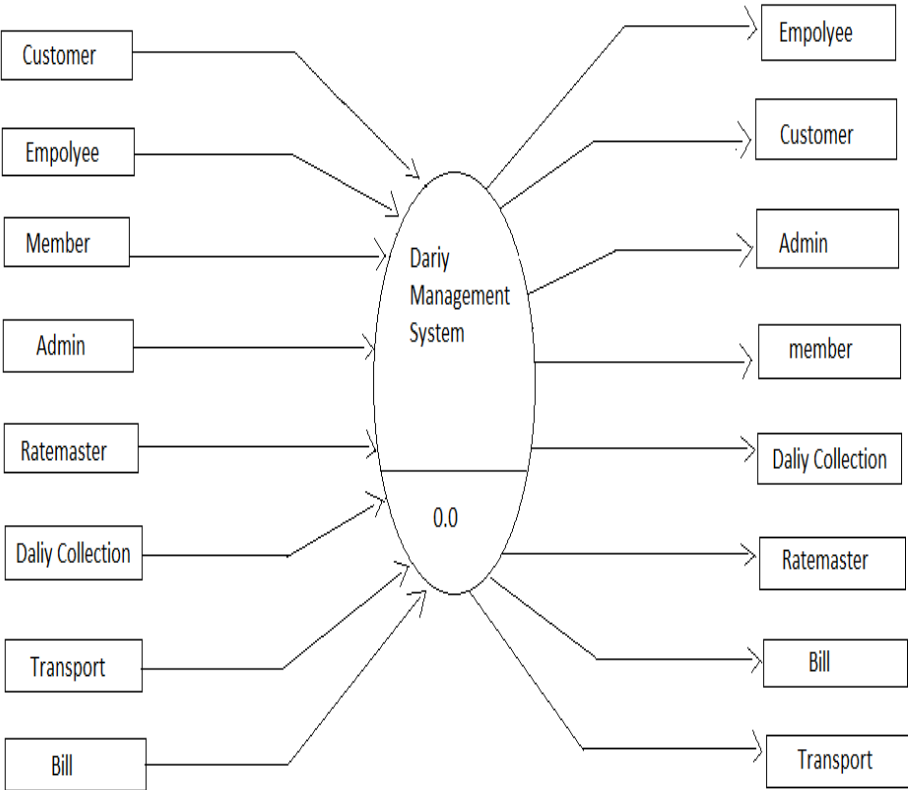 Customer
Empolyee
Member
Admin
Ratemaster
Daliy Collection
Transport
Bill
Dariy
Management
System
0.0
Empolyee
Customer
Admin
member
Daliy Collection
Ratemaster
Bill
Transport